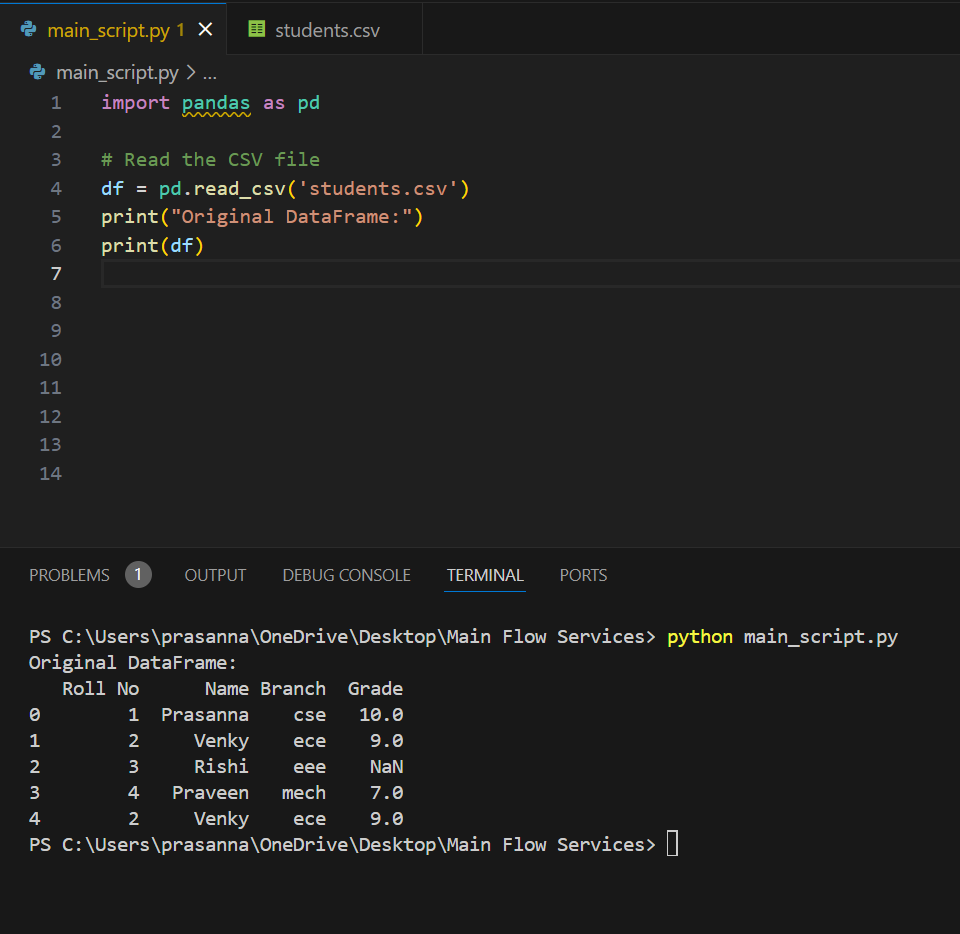 main_script.py 1 students.csv
main_script.py > ...
1 import pandas as pd
2
3 # Read the CSV file
4 df = pd.read_csv('students.csv')
5 print("Original DataFrame:")
6 print(df)
7
8
9
10
11
12
13
14
PROBLEMS 1 OUTPUT DEBUG CONSOLE TERMINAL PORTS
PS C:\Users\prasanna\OneDrive\Desktop\Main Flow Services> python main_script.py
Original DataFrame:
   Roll No      Name Branch  Grade
0        1  Prasanna    cse   10.0
1        2     Venky    ece    9.0
2        3     Rishi    eee    NaN
3        4   Praveen   mech    7.0
4        2     Venky    ece    9.0
PS C:\Users\prasanna\OneDrive\Desktop\Main Flow Services>